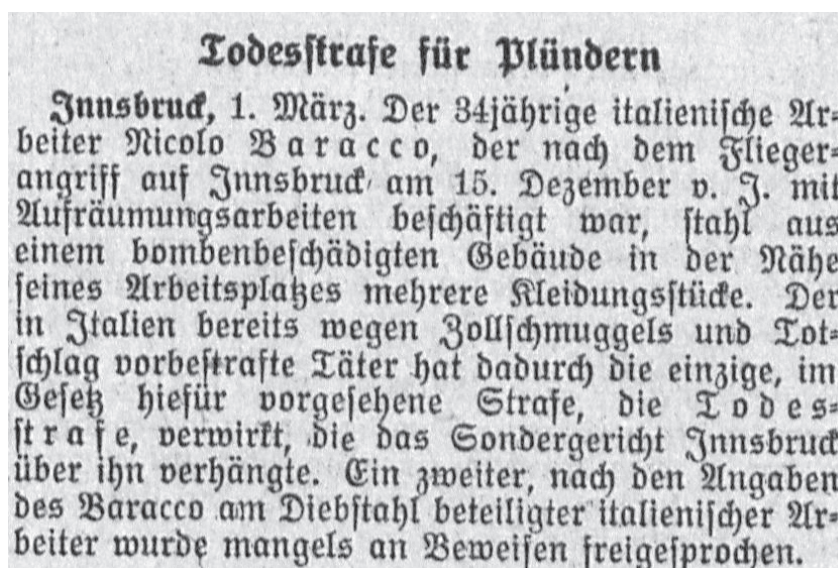 Todesstrafe für Plündern
Innsbruck, 1. März. Der 34jährige italienische Ar-
beiter Nicolo Baracco, der nach dem Flieger-
angriff auf Innsbruck am 15. Dezember v. J. mit
Aufräumungsarbeiten beschäftigt war, stahl aus
einem bombenbeschädigten Gebäude in der Nähe
seines Arbeitsplatzes mehrere Kleidungsstücke. Der
in Italien bereits wegen Zollschmuggels und Tot-
schlag vorbestrafte Täter hat dadurch die einzige, im
Gesetz hiefür vorgesehene Strafe, die Todes-
strafe, verwirkt, die das Sondergericht Innsbruck
über ihn verhängte. Ein zweiter, nach den Angaben
des Baracco am Diebstahl beteiligter italienischer Ar-
beiter wurde mangels an Beweisen freigesprochen.